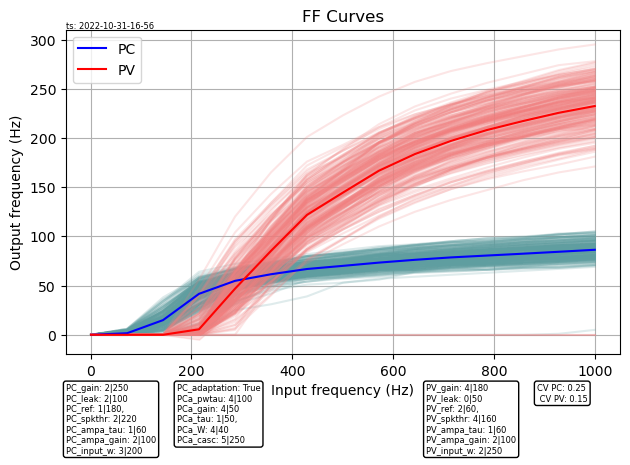 FF Curves
ts: 2022-10-31-16-56
PC
PV
Output frequency (Hz)
300
250
200
150
100
50
0
0
200
400
600
800
1000
Input frequency (Hz)
PC_gain: 2|250
PC_leak: 2|100
PC_ref: 1|180,
PC_spkthr: 2|220
PC_ampa_tau: 1|60
PC_ampa_gain: 2|100
PC_input_w: 3|200
PC_adaptation: True
PCa_pwtau: 4|100
PCa_gain: 4|50
PCa_tau: 1|50,
PCa_W: 4|40
PCa_casc: 5|250
PV_gain: 4|180
PV_leak: 0|50
PV_ref: 2|60,
PV_spkthr: 4|160
PV_ampa_tau: 1|60
PV_ampa_gain: 2|100
PV_input_w: 2|250
CV PC: 0.25
CV PV: 0.15